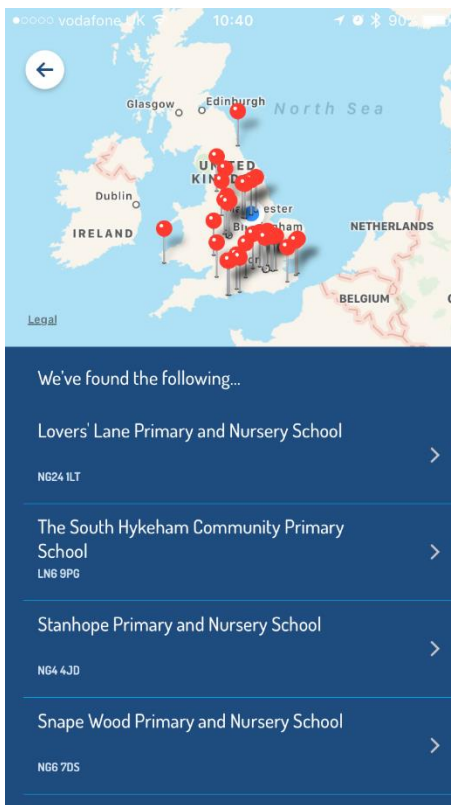 vodafone UK 10:40
Glasgow
Edinburgh
North Sea
UNITED
KINGDOM
Dublin
IRELAND
NETHERLANDS
BELGIUM
Legal
We've found the following...
Lovers' Lane Primary and Nursery School
NG24 1LT
The South Hykeham Community Primary
School
LN6 9PG
Stanhope Primary and Nursery School
NG4 4JD
Snape Wood Primary and Nursery School
NG6 7DS